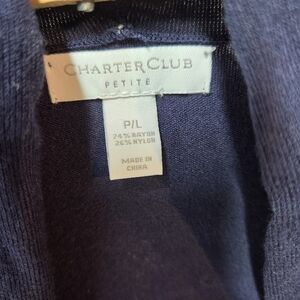 CHARTER CLUB
PETITE
P/L
74% RAYON
26% NYLON
MADE IN
CHINA